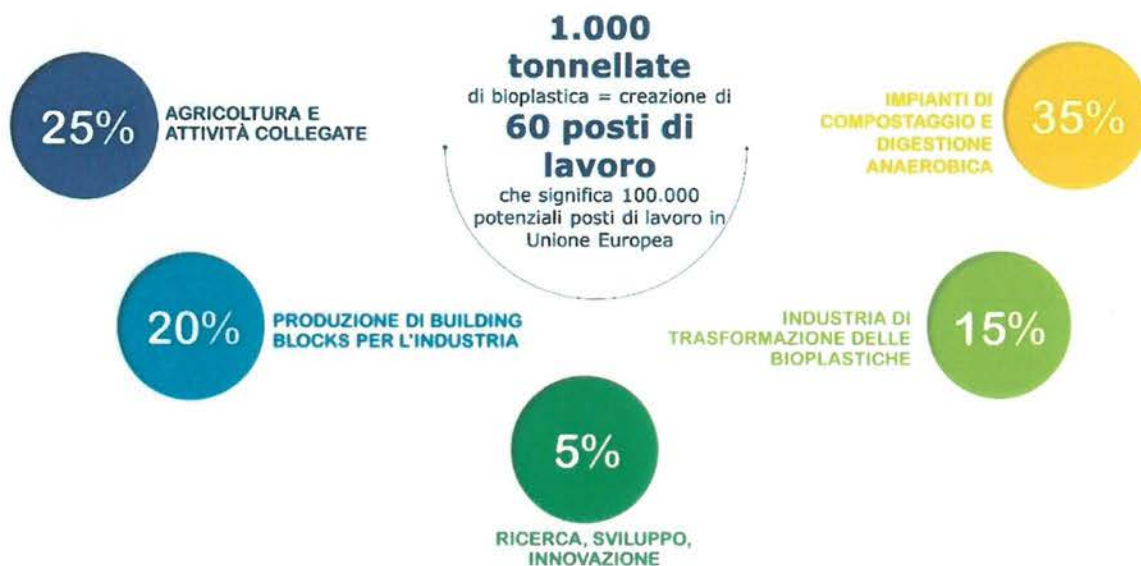 1.000
tonnellate
di bioplastica = creazione di
60 posti di
lavoro
che significa 100.000
potenziali posti di lavoro in
Unione Europea
25%
AGRICOLTURA E
ATTIVITÀ COLLEGATE
IMPIANTI DI
COMPOSTAGGIO E
DIGESTIONE
ANAEROBICA
35%
20%
PRODUZIONE DI BUILDING
BLOCKS PER L'INDUSTRIA
INDUSTRIA DI
TRASFORMAZIONE DELLE
BIOPLASTICHE
15%
5%
RICERCA, SVILUPPO,
INNOVAZIONE